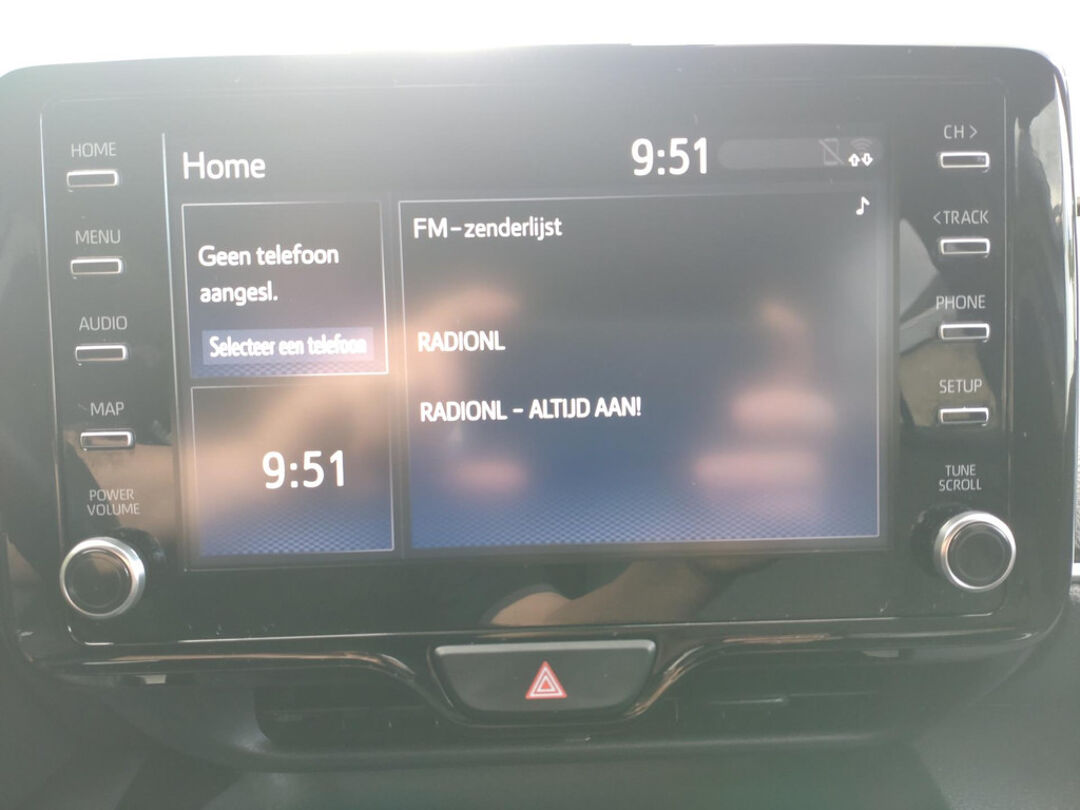 HOME
MENU
AUDIO
MAP
POWER
VOLUME
Home
9:51
Geen telefoon
aangesl.
Selecteer een telefoon
9:51
FM-zenderlijst
RADIONL
RADIONL - ALTIJD AAN!
CH >
< TRACK
PHONE
SETUP
TUNE
SCROLL